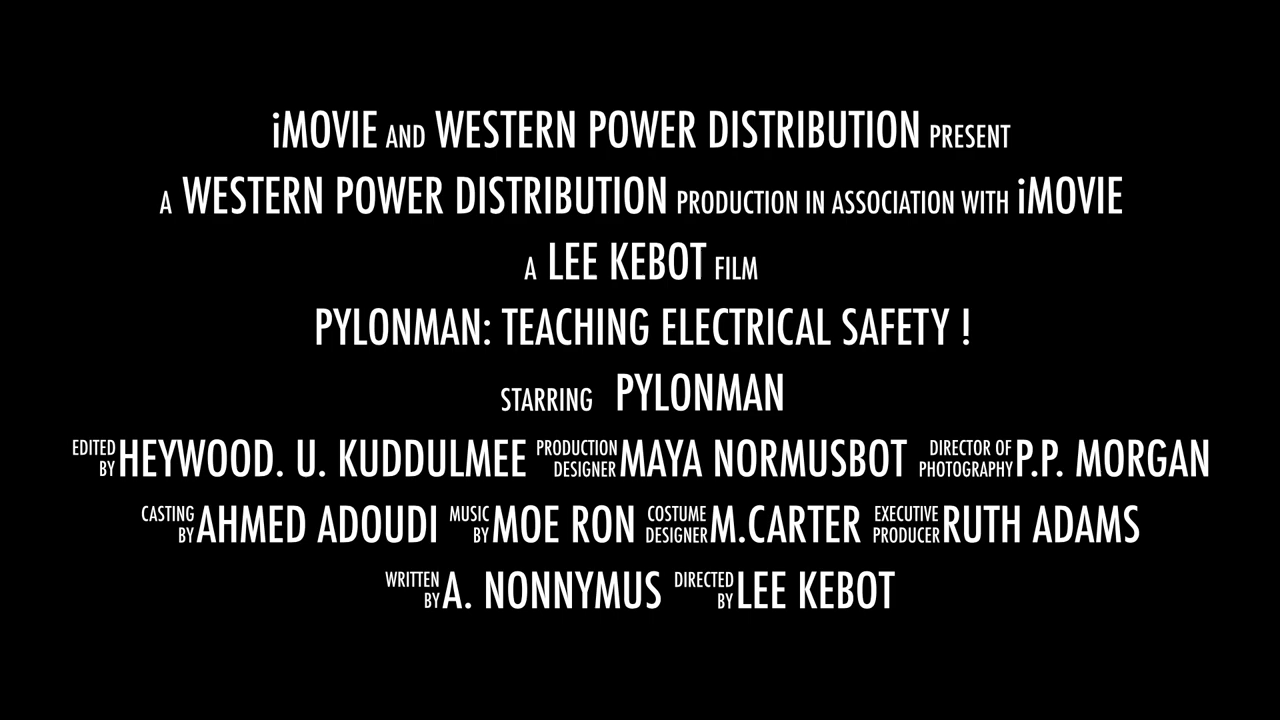 iMOVIE AND WESTERN POWER DISTRIBUTION PRESENT
A WESTERN POWER DISTRIBUTION PRODUCTION IN ASSOCIATION WITH iMOVIE
A LEE KEBOT FILM
PYLONMAN: TEACHING ELECTRICAL SAFETY !
STARRING PYLONMAN
EDITED BY HEYWOOD. U. KUDDULMEE PRODUCTION DESIGNER MAYA NORMUSBOT DIRECTOR OF PHOTOGRAPHY P.P. MORGAN
CASTING BY AHMED ADOUDI MUSIC BY MOE RON COSTUME DESIGNER M.CARTER EXECUTIVE PRODUCER RUTH ADAMS
WRITTEN BY A. NONNYMUS DIRECTED BY LEE KEBOT